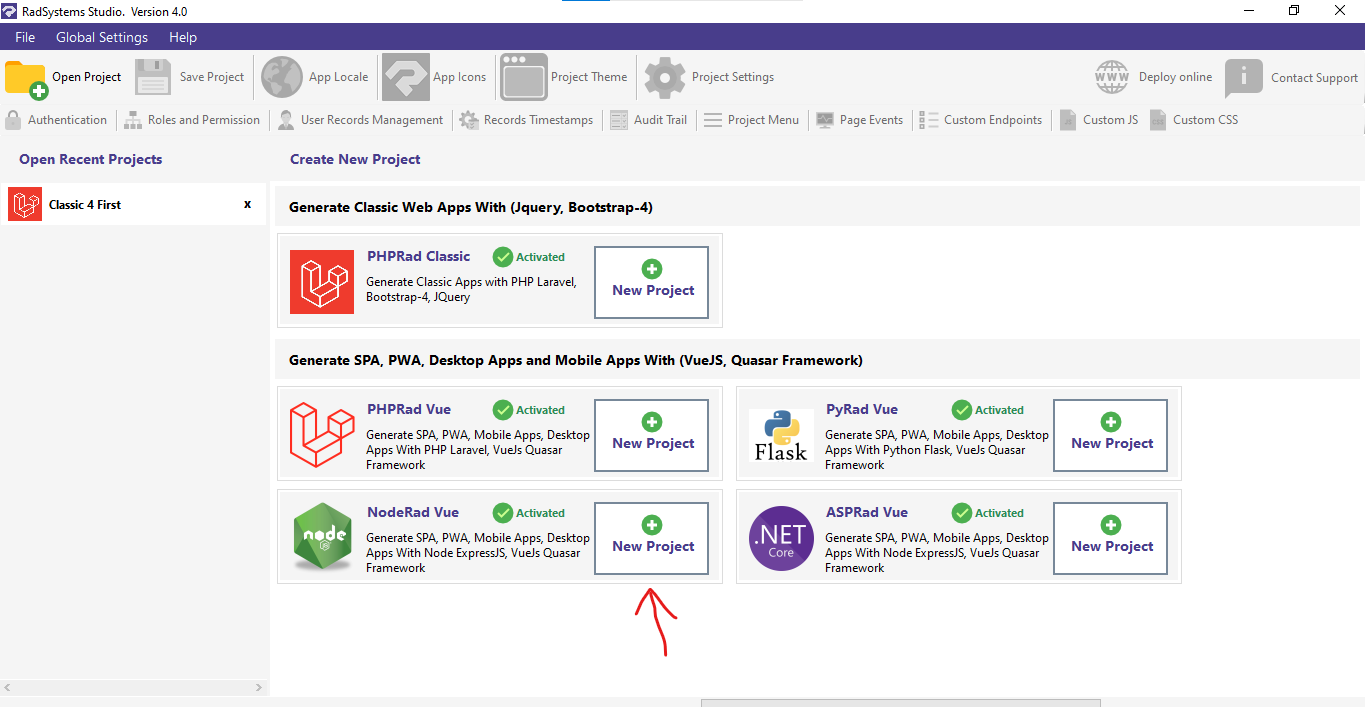 RadSystems Studio. Version 4.0
File Global Settings Help
Open Project Save Project App Locale App Icons Project Theme Project Settings WWW Deploy online i Contact Support
Authentication Roles and Permission User Records Management Records Timestamps Audit Trail Project Menu Page Events Custom Endpoints Custom JS Custom CSS
Open Recent Projects
Classic 4 First x
Create New Project
Generate Classic Web Apps With (Jquery, Bootstrap-4)
PHPRad Classic Activated
Generate Classic Apps with PHP Laravel,
Bootstrap-4, JQuery
New Project
Generate SPA, PWA, Desktop Apps and Mobile Apps With (VueJS, Quasar Framework)
PHPRad Vue Activated
Generate SPA, PWA, Mobile Apps, Desktop
Apps With PHP Laravel, VueJs Quasar
Framework
New Project
Flask
PyRad Vue Activated
Generate SPA, PWA, Mobile Apps, Desktop
Apps With Python Flask, VueJs Quasar
Framework
New Project
node
JS
NodeRad Vue Activated
Generate SPA, PWA, Mobile Apps, Desktop
Apps With Node ExpressJS, VueJs Quasar
Framework
New Project
.NET
Core
ASPRad Vue Activated
Generate SPA, PWA, Mobile Apps, Desktop
Apps With Node ExpressJS, VueJs Quasar
Framework
New Project